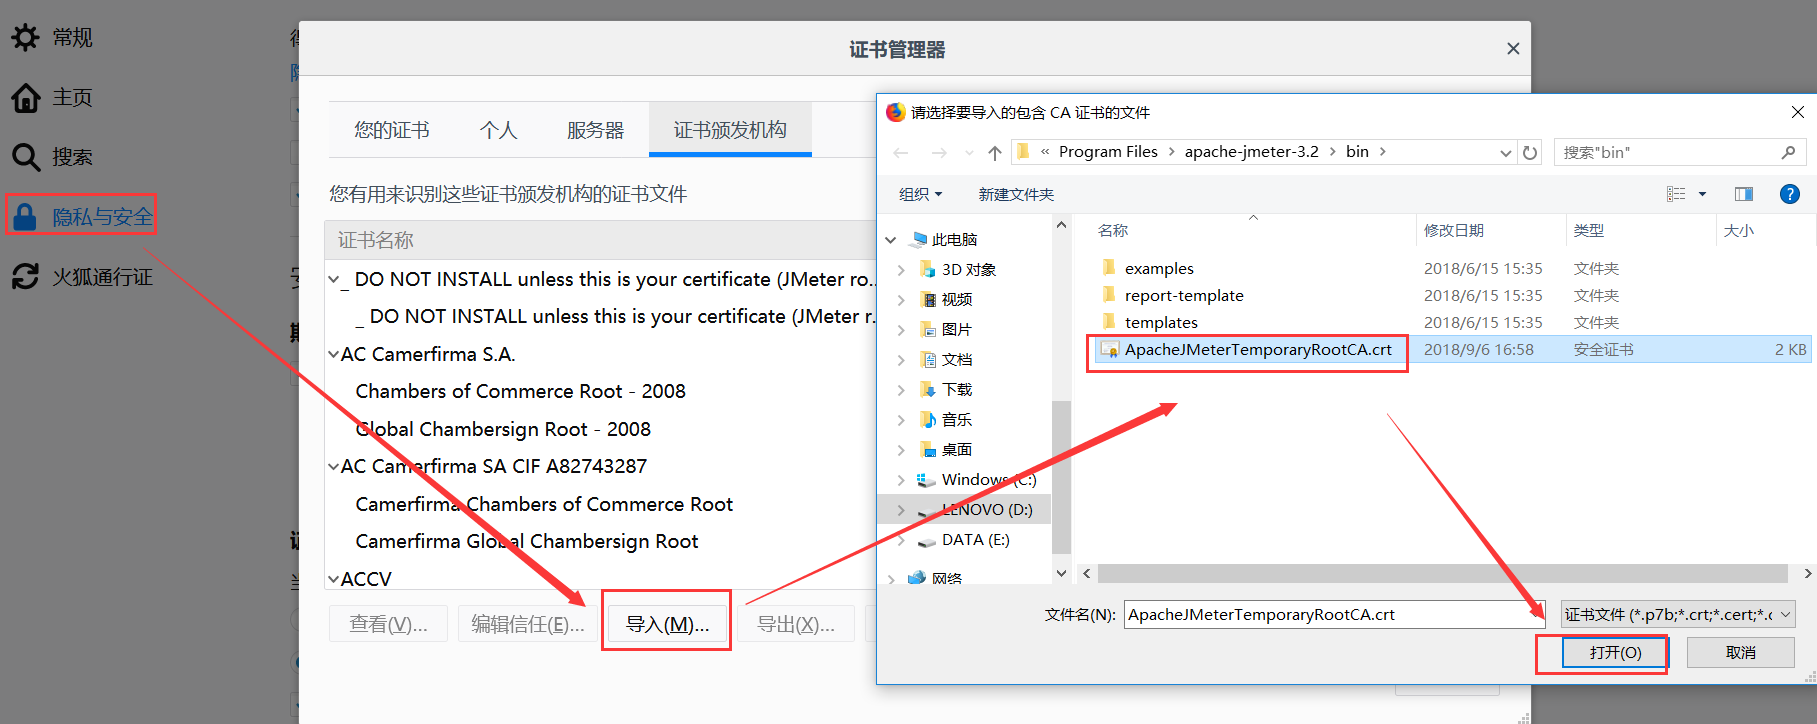 常规
主页
搜索
隐私与安全
火狐通行证
证书管理器
您的证书
个人
服务器
证书颁发机构
您有用来识别这些证书颁发机构的证书文件
证书名称
_ DO NOT INSTALL unless this is your certificate (JMeter ro...
_ DO NOT INSTALL unless this is your certificate (JMeter r...
AC Camerfirma S.A.
Chambers of Commerce Root - 2008
Global Chambersign Root - 2008
AC Camerfirma SA CIF A82743287
Camerfirma Chambers of Commerce Root
Camerfirma Global Chambersign Root
ACCV
查看(V)...
编辑信任(E)...
导入(M)...
导出(X)...
请选择要导入的包含 CA 证书的文件
« Program Files › apache-jmeter-3.2 › bin ›
搜索"bin"
组织
新建文件夹
此电脑
3D 对象
视频
图片
文档
下载
音乐
桌面
Windows (C:)
LENOVO (D:)
DATA (E:)
网络
名称 修改日期 类型 大小
examples 2018/6/15 15:35 文件夹
report-template 2018/6/15 15:35 文件夹
templates 2018/6/15 15:35 文件夹
ApacheJMeterTemporaryRootCA.crt 2018/9/6 16:58 安全证书 2 KB
文件名(N): ApacheJMeterTemporaryRootCA.crt
证书文件 (*.p7b;*.crt;*.cert;*.c
打开(O)
取消